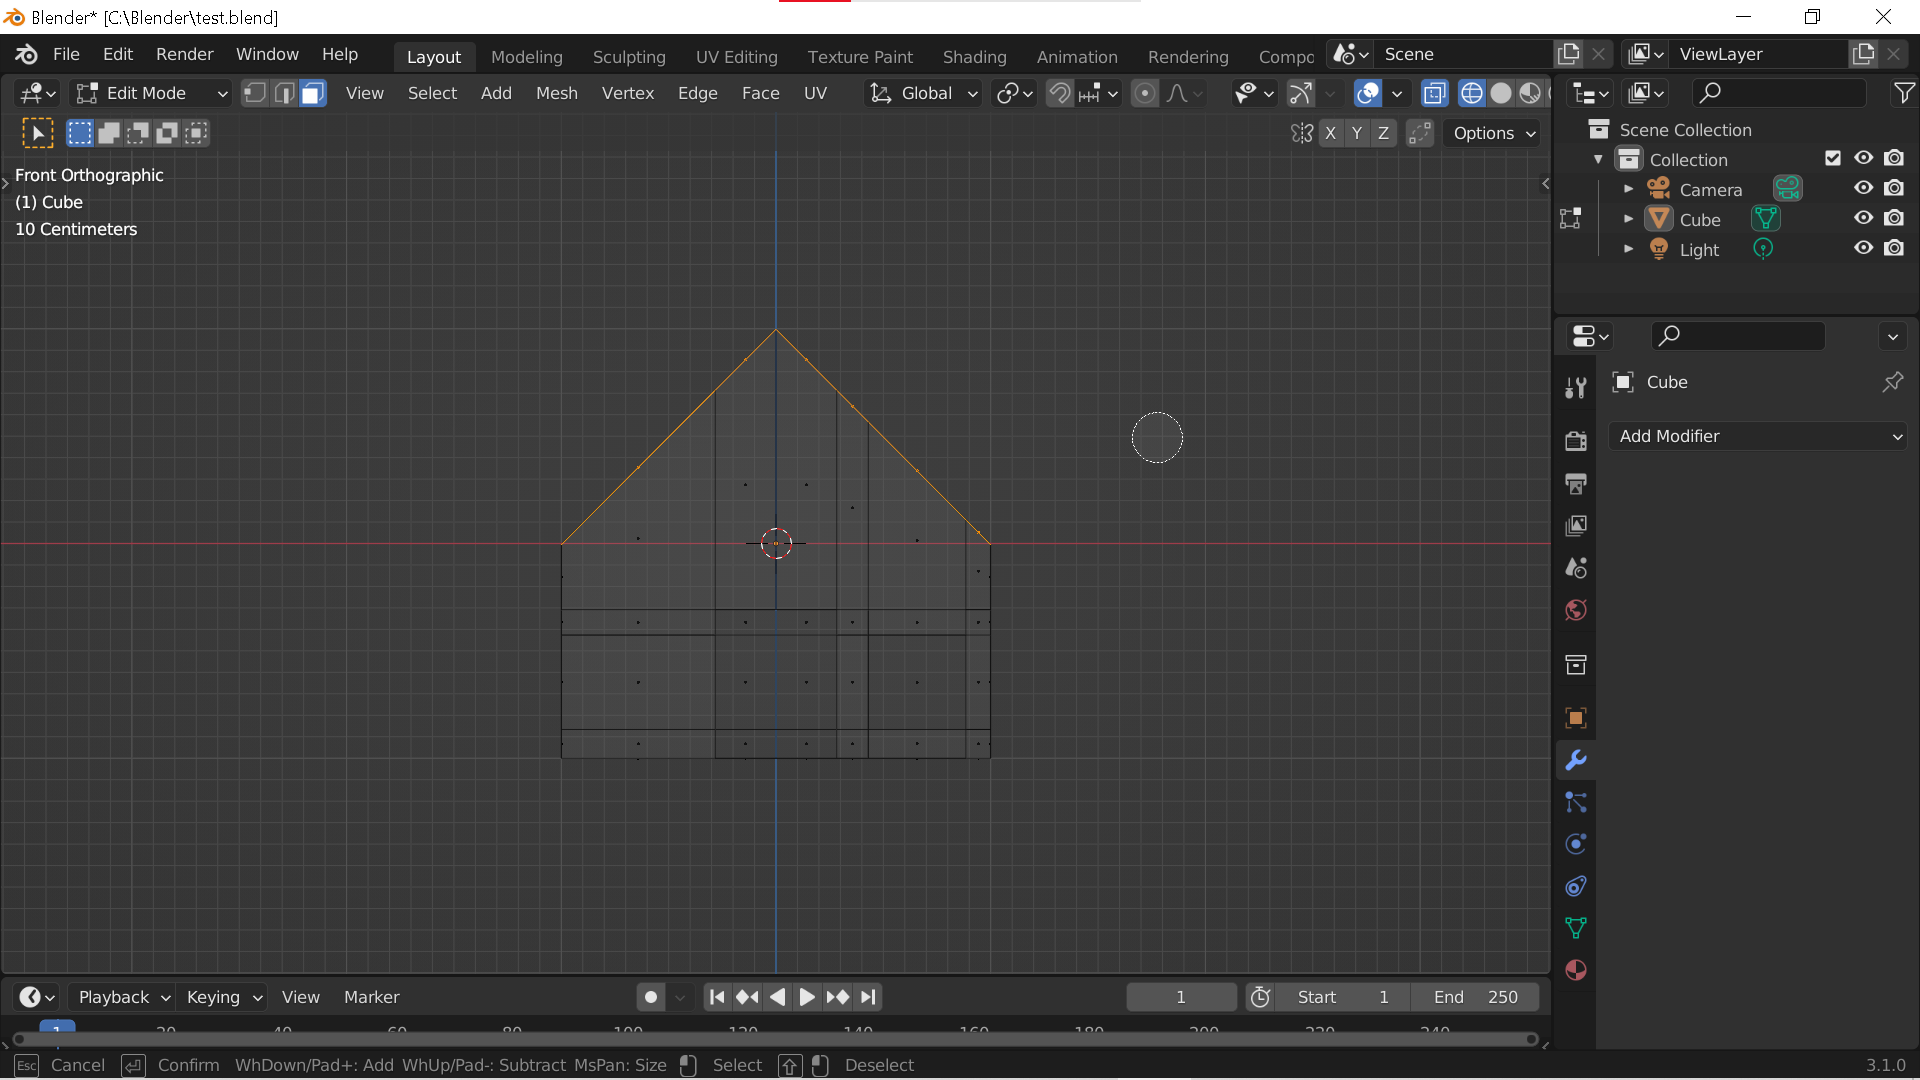 Blender* [C:\Blender\test.blend]
File Edit Render Window Help Layout Modeling Sculpting UV Editing Texture Paint Shading Animation Rendering Compo Scene ViewLayer
Edit Mode View Select Add Mesh Vertex Edge Face UV Global
X Y Z Options
Front Orthographic
(1) Cube
10 Centimeters
Scene Collection
Collection
Camera
Cube
Light
Cube
Add Modifier
Playback Keying View Marker 1 Start 1 End 250
1 20 40 60 80 100 120 140 160 180 200 220 240
Esc Cancel Confirm WhDown/Pad+: Add WhUp/Pad-: Subtract MsPan: Size Select Deselect 3.1.0